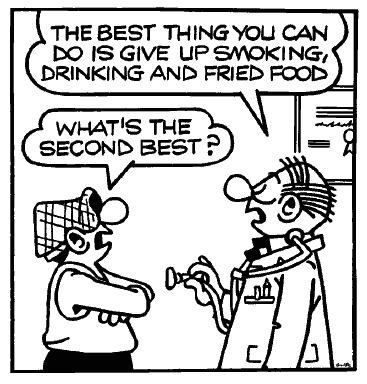 THE BEST THING YOU CAN
DO IS GIVE UP SMOKING,
DRINKING AND FRIED FOOD
WHAT'S THE
SECOND BEST?